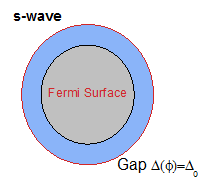 s-wave
Fermi Surface
Gap Δ(ϕ)=Δ₀